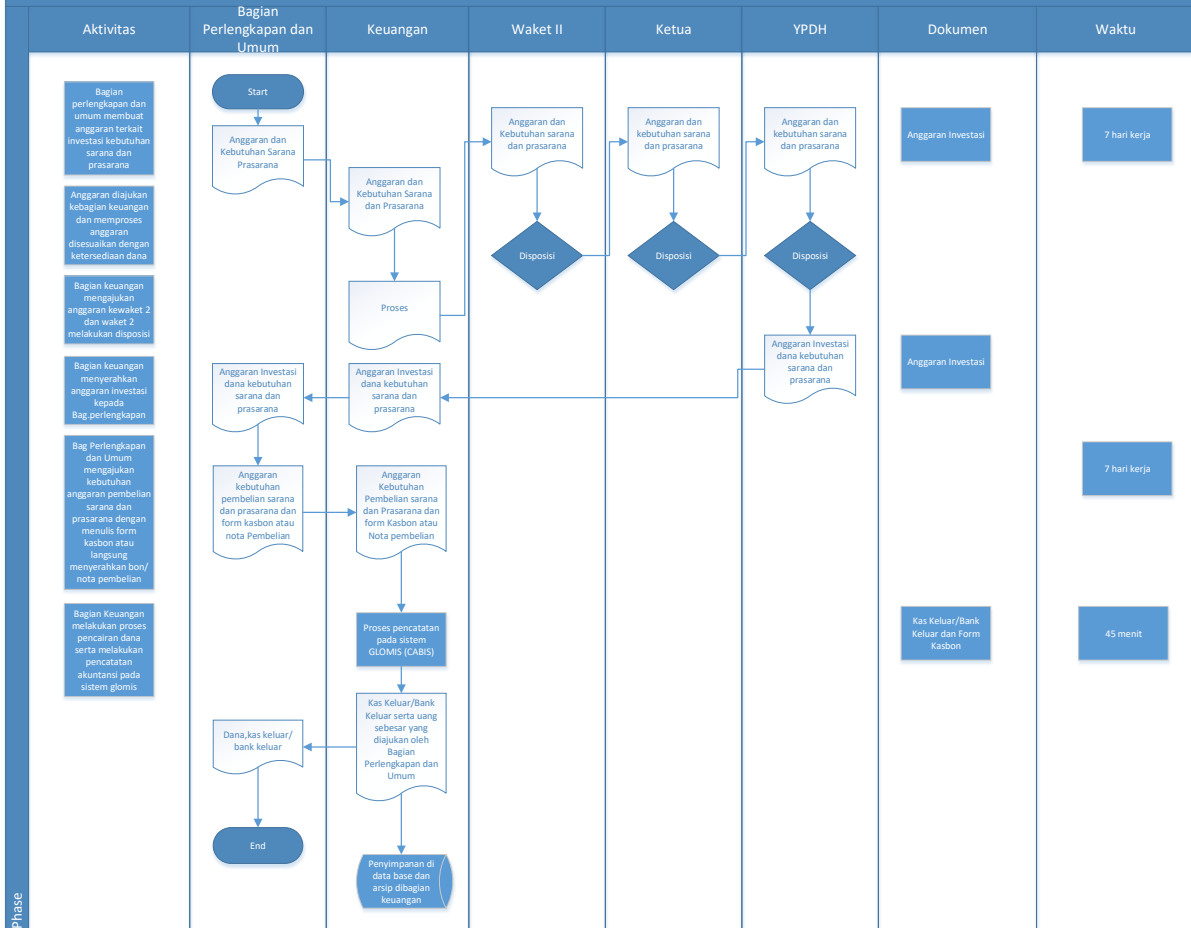 Aktivitas
Bagian
Perlengkapan dan
Umum
Keuangan
Waket II
Ketua
YPDH
Dokumen
Waktu
Bagian
perlengkapan dan
umum membuat
anggaran terkait
investasi kebutuhan
sarana dan
prasarana
Anggaran diajukan
kebagian keuangan
dan memproses
anggaran
disesuaikan dengan
ketersediaan dana
Bagian keuangan
mengajukan
anggaran kewaket 2
dan waket 2
melakukan disposisi
Bagian keuangan
menyerahkan
anggaran investasi
kepada
Bag.perlengkapan
Bag Perlengkapan
dan Umum
mengajukan
kebutuhan
anggaran pembelian
sarana dan
prasarana dengan
menulis form
kasbon atau
langsung
menyerahkan bon/
nota pembelian
Bagian Keuangan
melakukan proses
pencairan dana
serta melakukan
pencatatan
akuntansi pada
sistem glomis
Start
Anggaran dan
Kebutuhan Sarana
Prasarana
Anggaran Investasi
dana kebutuhan
sarana dan
prasarana
Anggaran
kebutuhan
pembelian sarana
dan prasarana dan
form kasbon atau
nota Pembelian
Dana,kas keluar/
bank keluar
End
Anggaran dan
Kebutuhan Sarana
dan Prasarana
Proses
Anggaran Investasi
dana kebutuhan
sarana dan
prasarana
Anggaran
Kebutuhan
Pembelian sarana
dan Prasarana dan
form Kasbon atau
Nota pembelian
Proses pencatatan
pada sistem
GLOMIS (CABIS)
Kas Keluar/Bank
Keluar serta uang
sebesar yang
diajukan oleh
Bagian
Perlengkapan dan
Umum
Penyimpanan di
data base dan
arsip dibagian
keuangan
Anggaran dan
Kebutuhan sarana
dan prasarana
Disposisi
Anggaran dan
kebutuhan sarana
dan prasarana
Disposisi
Anggaran dan
kebutuhan sarana
dan prasarana
Disposisi
Anggaran Investasi
dana kebutuhan
sarana dan
prasarana
Anggaran Investasi
Anggaran Investasi
Kas Keluar/Bank
Keluar dan Form
Kasbon
7 hari kerja
7 hari kerja
45 menit
Phase